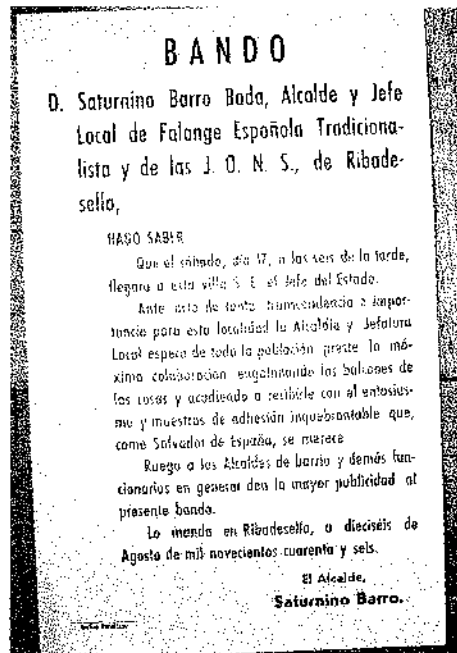 BANDO
D. Saturnino Barro Bada, Alcalde y Jefe
Local de Falange Española Tradiciona-
lista y de las J. O. N. S., de Ribade-
sella,
HAGO SABER
Que el sábado, día 17, a las seis de la tarde,
llegará a esta villa S. E. el Jefe del Estado.
Ante acto de tanta transcendencia e impor-
tancia para esta localidad la Alcaldía y Jefatura
Local espera de toda la población preste la má-
xima colaboración engalanando los balcones de
las casas y acudiendo a recibirle con el entusias-
mo y muestras de adhesión inquebrantable que,
como Salvador de España, se merece
Ruego a los Alcaldes de barrio y demás fun-
cionarios en general den la mayor publicidad al
presente bando.
Lo mando en Ribadesella, a dieciséis de
Agosto de mil novecientos cuarenta y seis.
El Alcalde,
Saturnino Barro.